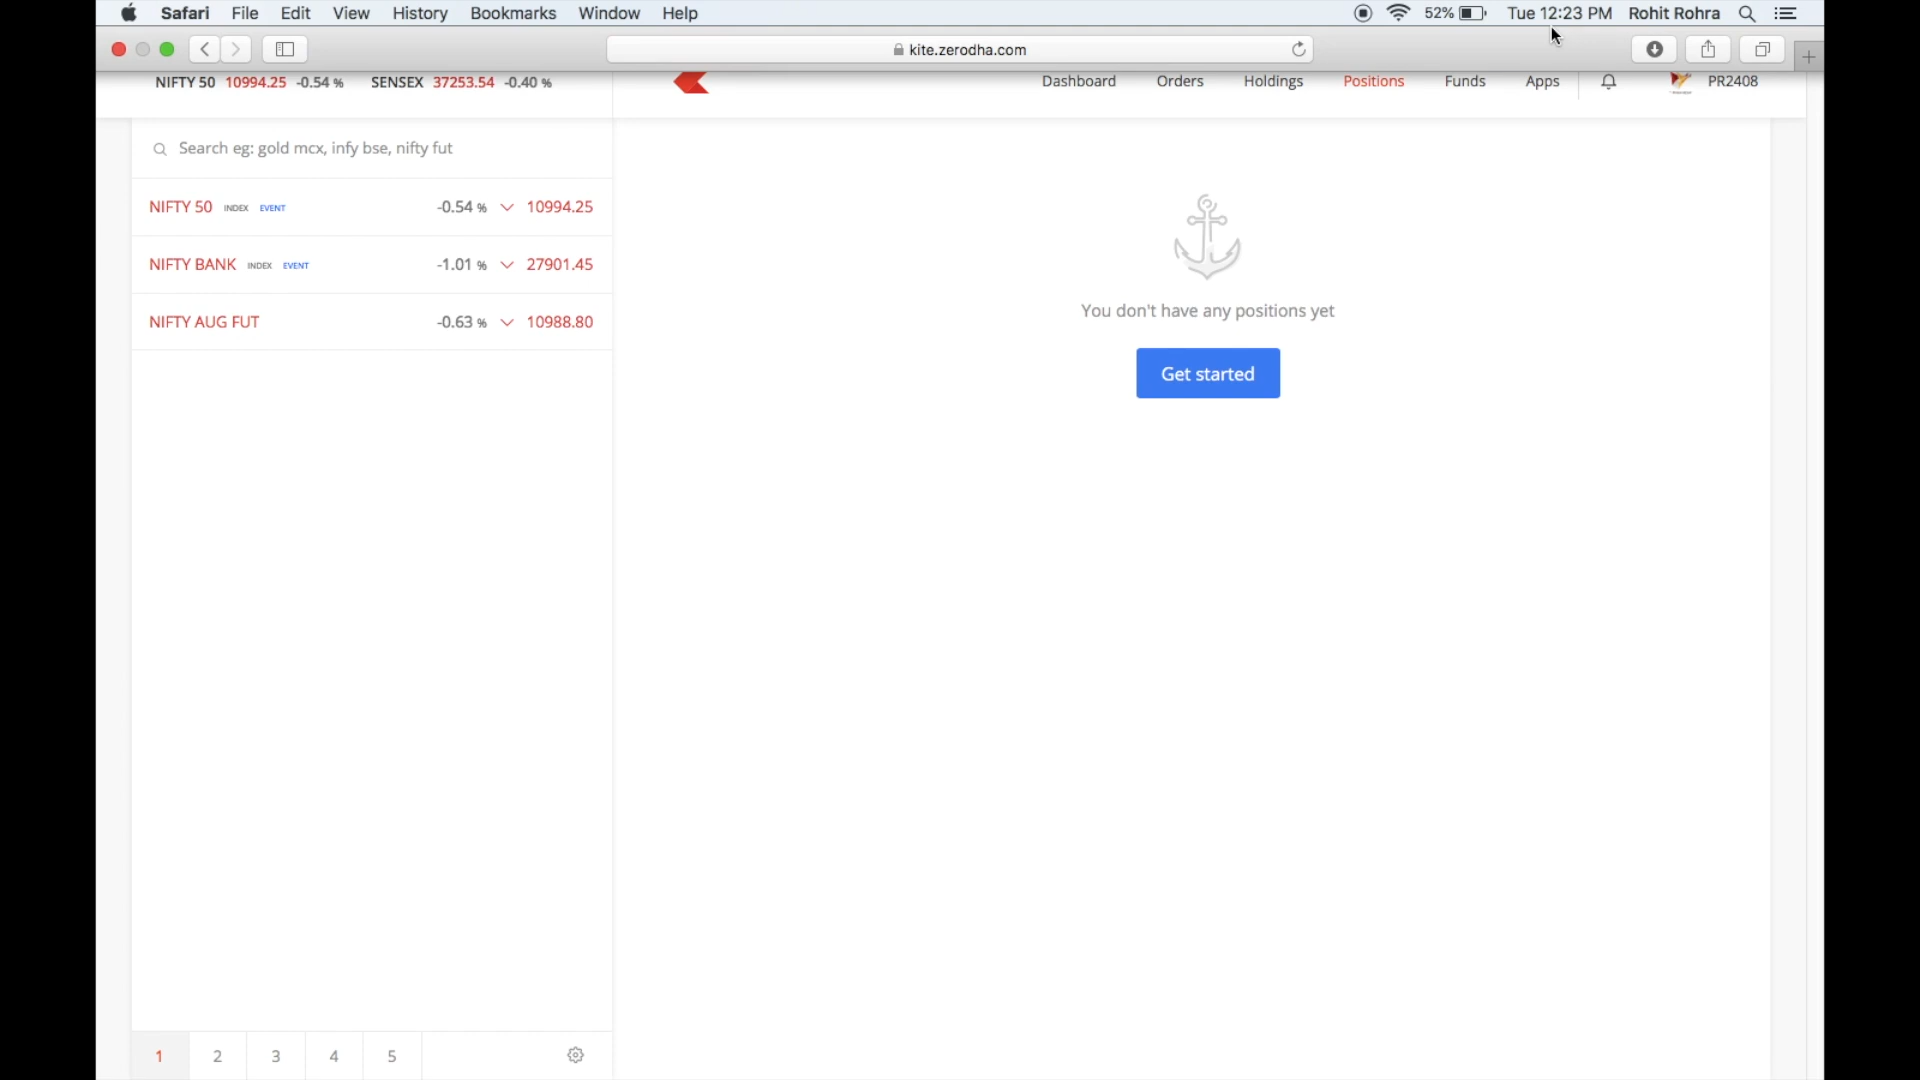 Safari File Edit View History Bookmarks Window Help 52% Tue 12:23 PM Rohit Rohra
kite.zerodha.com
NIFTY 50 10994.25 -0.54 % SENSEX 37253.54 -0.40 % Dashboard Orders Holdings Positions Funds Apps PR2408
Search eg: gold mcx, infy bse, nifty fut
NIFTY 50 INDEX EVENT -0.54 % 10994.25
NIFTY BANK INDEX EVENT -1.01 % 27901.45
NIFTY AUG FUT -0.63 % 10988.80
You don't have any positions yet
Get started
1 2 3 4 5